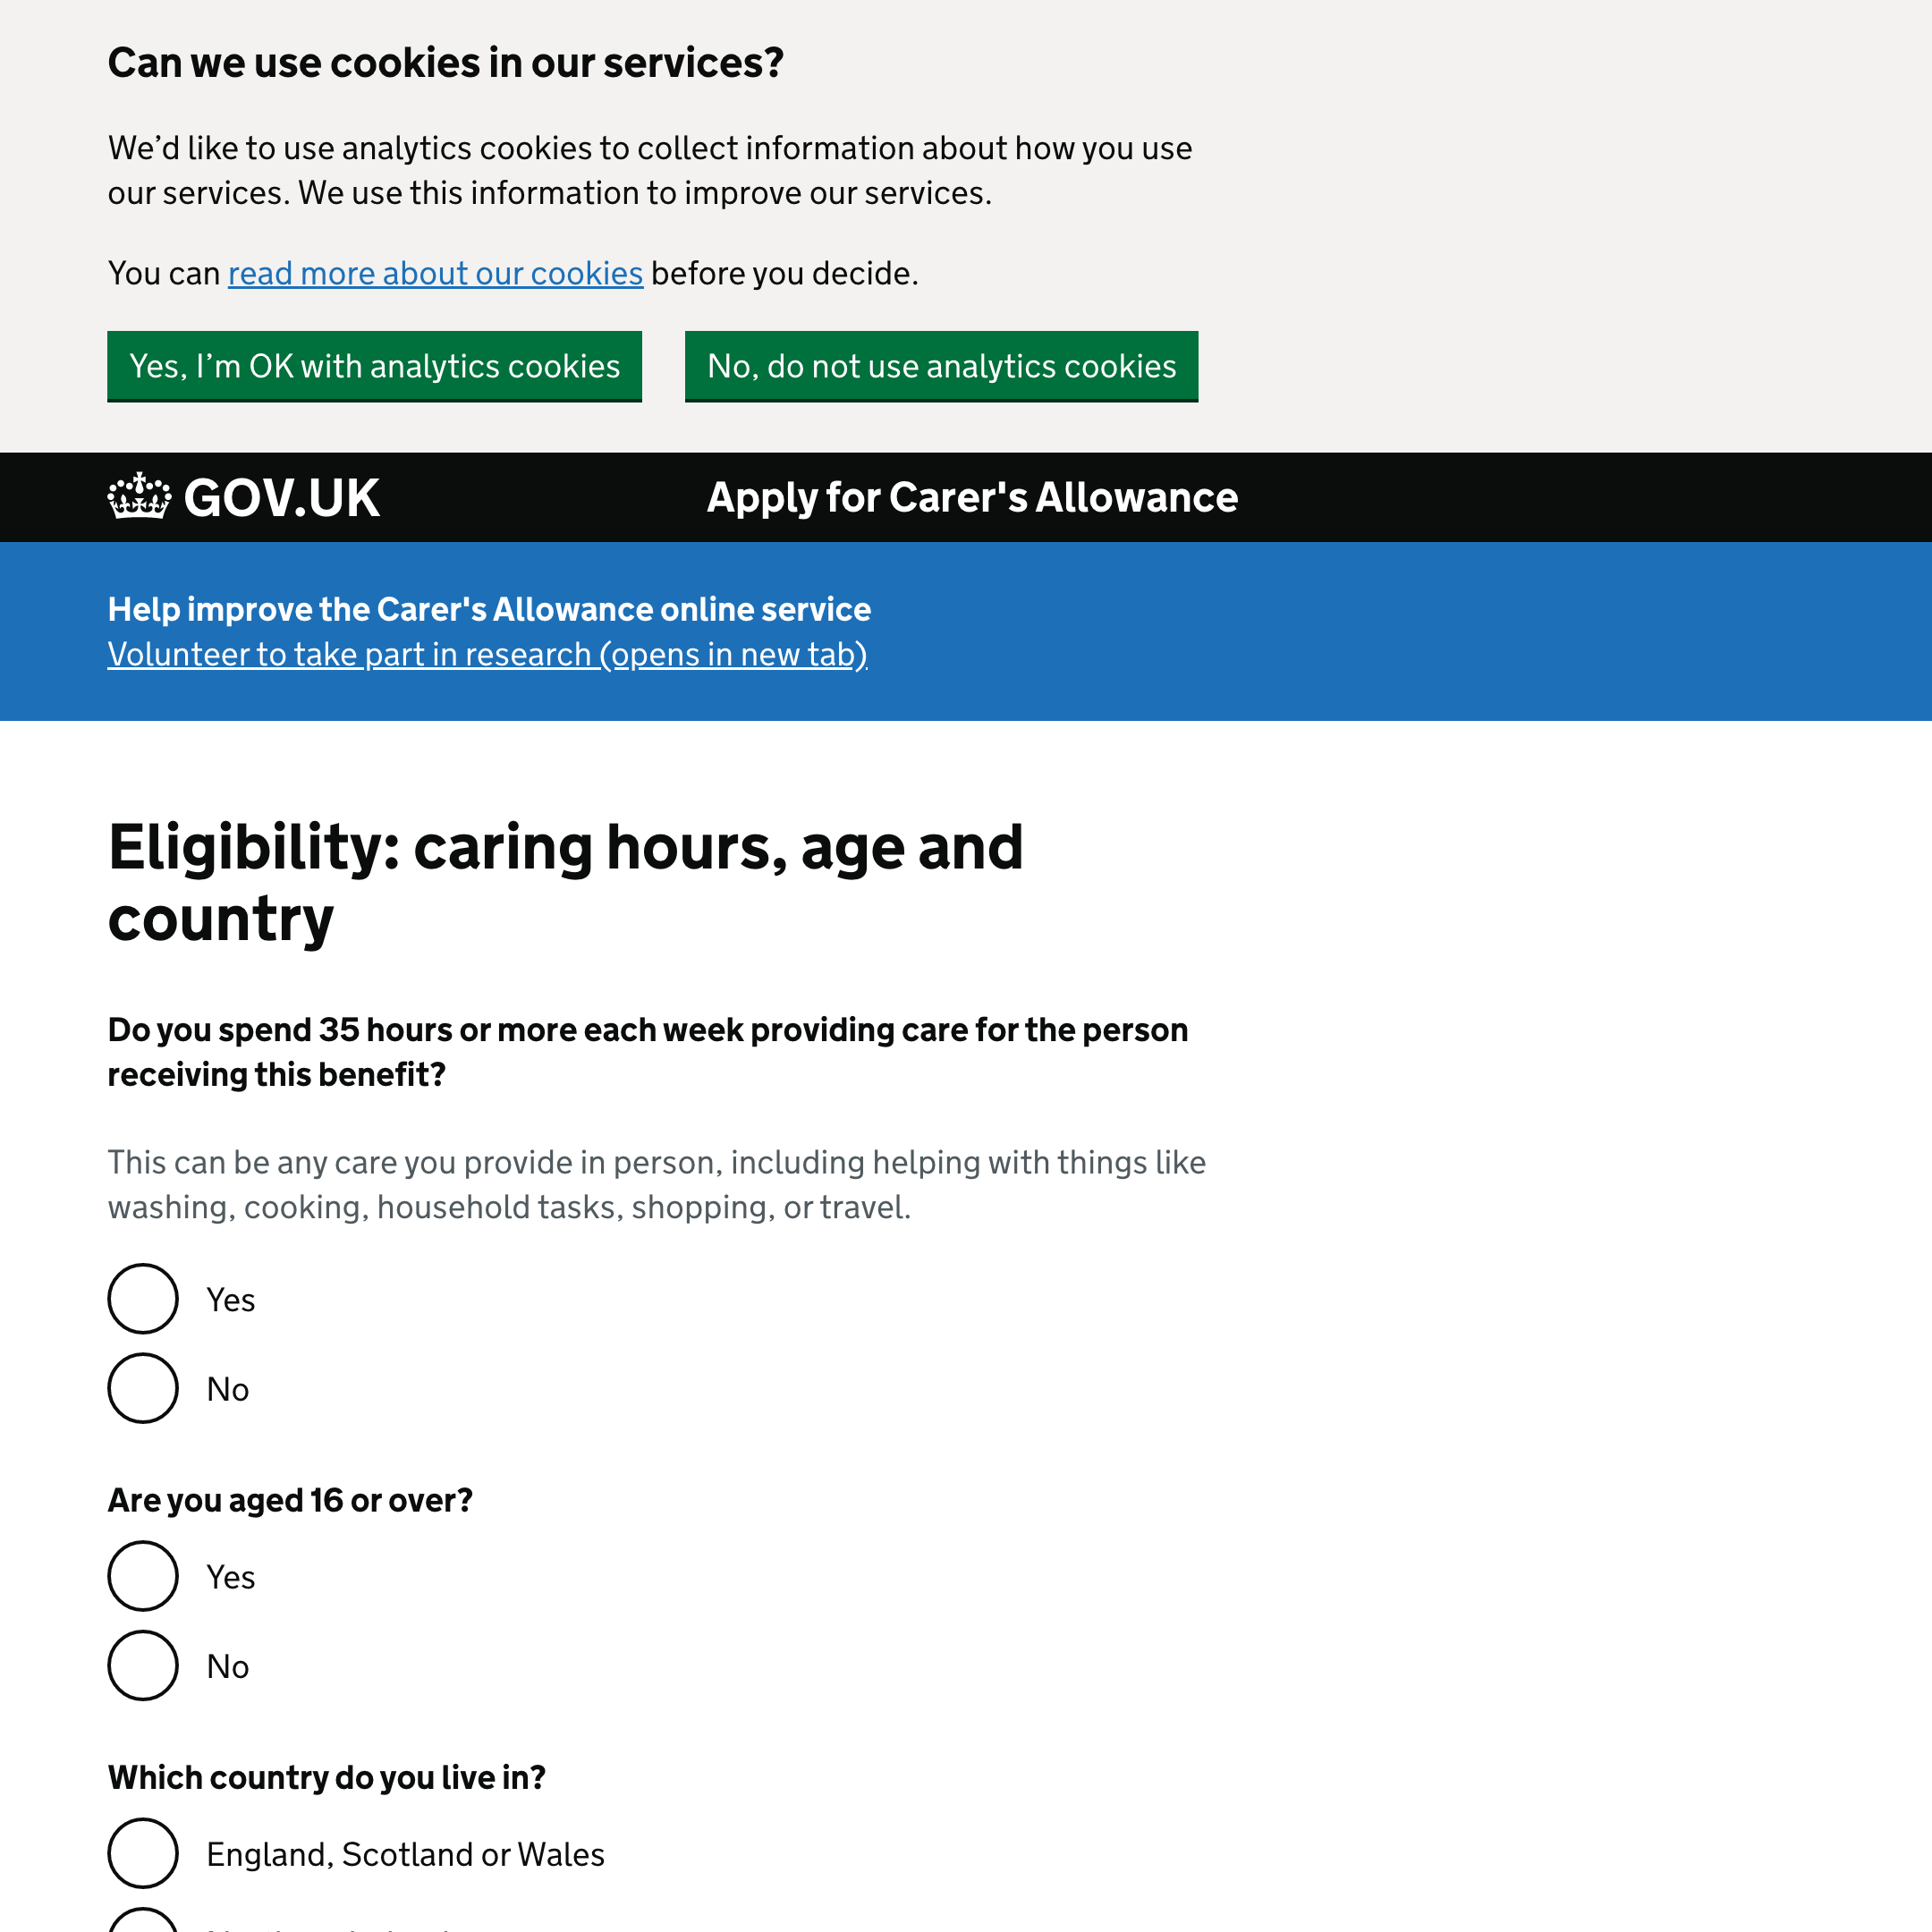 Can we use cookies in our services?
We’d like to use analytics cookies to collect information about how you use
our services. We use this information to improve our services.
You can read more about our cookies before you decide.
Yes, I’m OK with analytics cookies
No, do not use analytics cookies
GOV.UK
Apply for Carer's Allowance
Help improve the Carer's Allowance online service
Volunteer to take part in research (opens in new tab)
Eligibility: caring hours, age and
country
Do you spend 35 hours or more each week providing care for the person
receiving this benefit?
This can be any care you provide in person, including helping with things like
washing, cooking, household tasks, shopping, or travel.
Yes
No
Are you aged 16 or over?
Yes
No
Which country do you live in?
England, Scotland or Wales